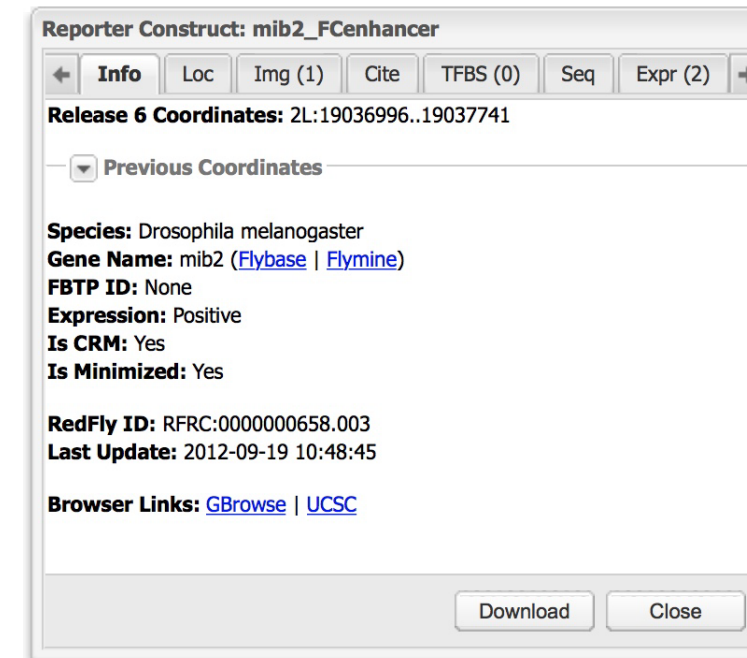 Reporter Construct: mib2_FCenhancer
Info Loc Img (1) Cite TFBS (0) Seq Expr (2)
Release 6 Coordinates: 2L:19036996..19037741
Previous Coordinates
Species: Drosophila melanogaster
Gene Name: mib2 (Flybase | Flymine)
FBTP ID: None
Expression: Positive
Is CRM: Yes
Is Minimized: Yes
RedFly ID: RFRC:0000000658.003
Last Update: 2012-09-19 10:48:45
Browser Links: GBrowse | UCSC
Download Close